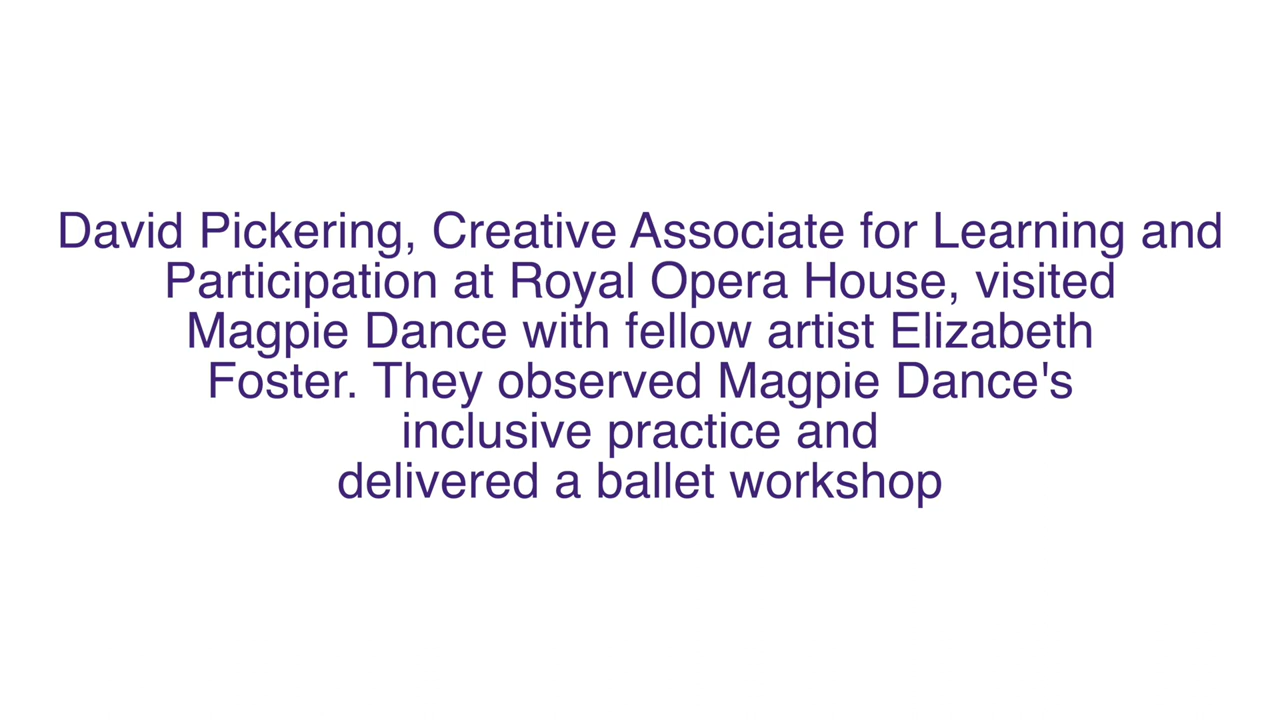 David Pickering, Creative Associate for Learning and
Participation at Royal Opera House, visited
Magpie Dance with fellow artist Elizabeth
Foster. They observed Magpie Dance's
inclusive practice and
delivered a ballet workshop